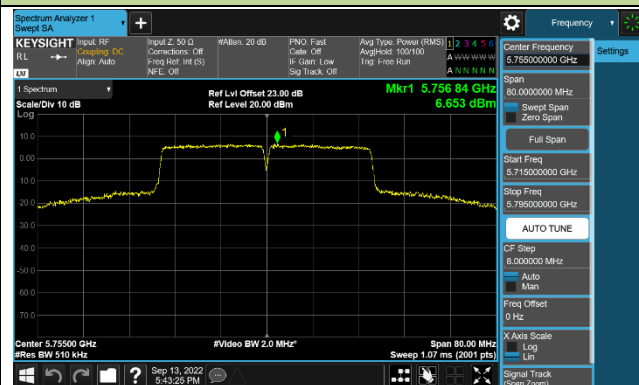 Spectrum Analyzer 1
Swept SA
Frequency
KEYSIGHT
RL
LXI
Input: RF
Coupling: DC
Align: Auto
Input Z: 50 Ω
Corrections: Off
Freq Ref: Int (S)
NFE: Off
#Atten: 20 dB
PNO: Fast
Gate: Off
IF Gain: Low
Sig Track: Off
Avg Type: Power (RMS)
Avg|Hold: 100/100
Trig: Free Run
1 2 3 4 5 6
A W W W W W
A N N N N N
1 Spectrum
Scale/Div 10 dB
Log
Ref Lvl Offset 23.00 dB
Ref Level 20.00 dBm
Mkr1 5.756 84 GHz
6.653 dBm
1
10.0
0.00
-10.0
-20.0
-30.0
-40.0
-50.0
-60.0
-70.0
Center 5.75500 GHz
#Res BW 510 kHz
#Video BW 2.0 MHz*
Span 80.00 MHz
Sweep 1.07 ms (2001 pts)
Center Frequency
5.755000000 GHz
Settings
Span
80.0000000 MHz
Swept Span
Zero Span
Full Span
Start Freq
5.715000000 GHz
Stop Freq
5.795000000 GHz
AUTO TUNE
CF Step
8.000000 MHz
Auto
Man
Freq Offset
0 Hz
X Axis Scale
Log
Lin
Signal Track
(Span Zoom)
Sep 13, 2022
5:43:25 PM